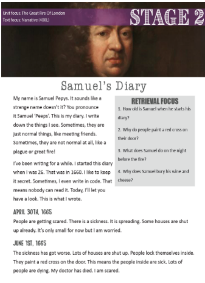 Unit focus: The Great Fire Of London
Text focus: Narrative
STAGE 2
Samuel's Diary
My name is Samuel Pepys. It sounds like a
strange name doesn't it? You pronounce
it Samuel 'Peeps'. This is my diary. I write
down the things I see. Sometimes, they are
just normal things, like meeting friends.
Sometimes, they are not normal at all, like a
plague or great fire!
I've been writing for a while. I started this diary
when I was 26. That was in 1660. I like to keep
it secret. Sometimes, I even write in code. That
means nobody can read it. Today, I'll let you
have a look. This is what I wrote.
RETRIEVAL FOCUS
1. How old is Samuel when he starts his
diary?
2. Why do people paint a red cross on
their door?
3. What does Samuel do on the night
before the fire?
4. Why does Samuel bury his wine and
cheese?
APRIL 30TH, 1665
People are getting scared. There is a sickness. It is spreading. Some houses are shut
up already. It's only small for now but I am worried.
JUNE 1ST, 1665
The sickness has got worse. Lots of houses are shut up. People lock themselves inside.
They paint a red cross on the door. This means the people inside are sick. Lots of
people are dying. My doctor has died. I am scared.